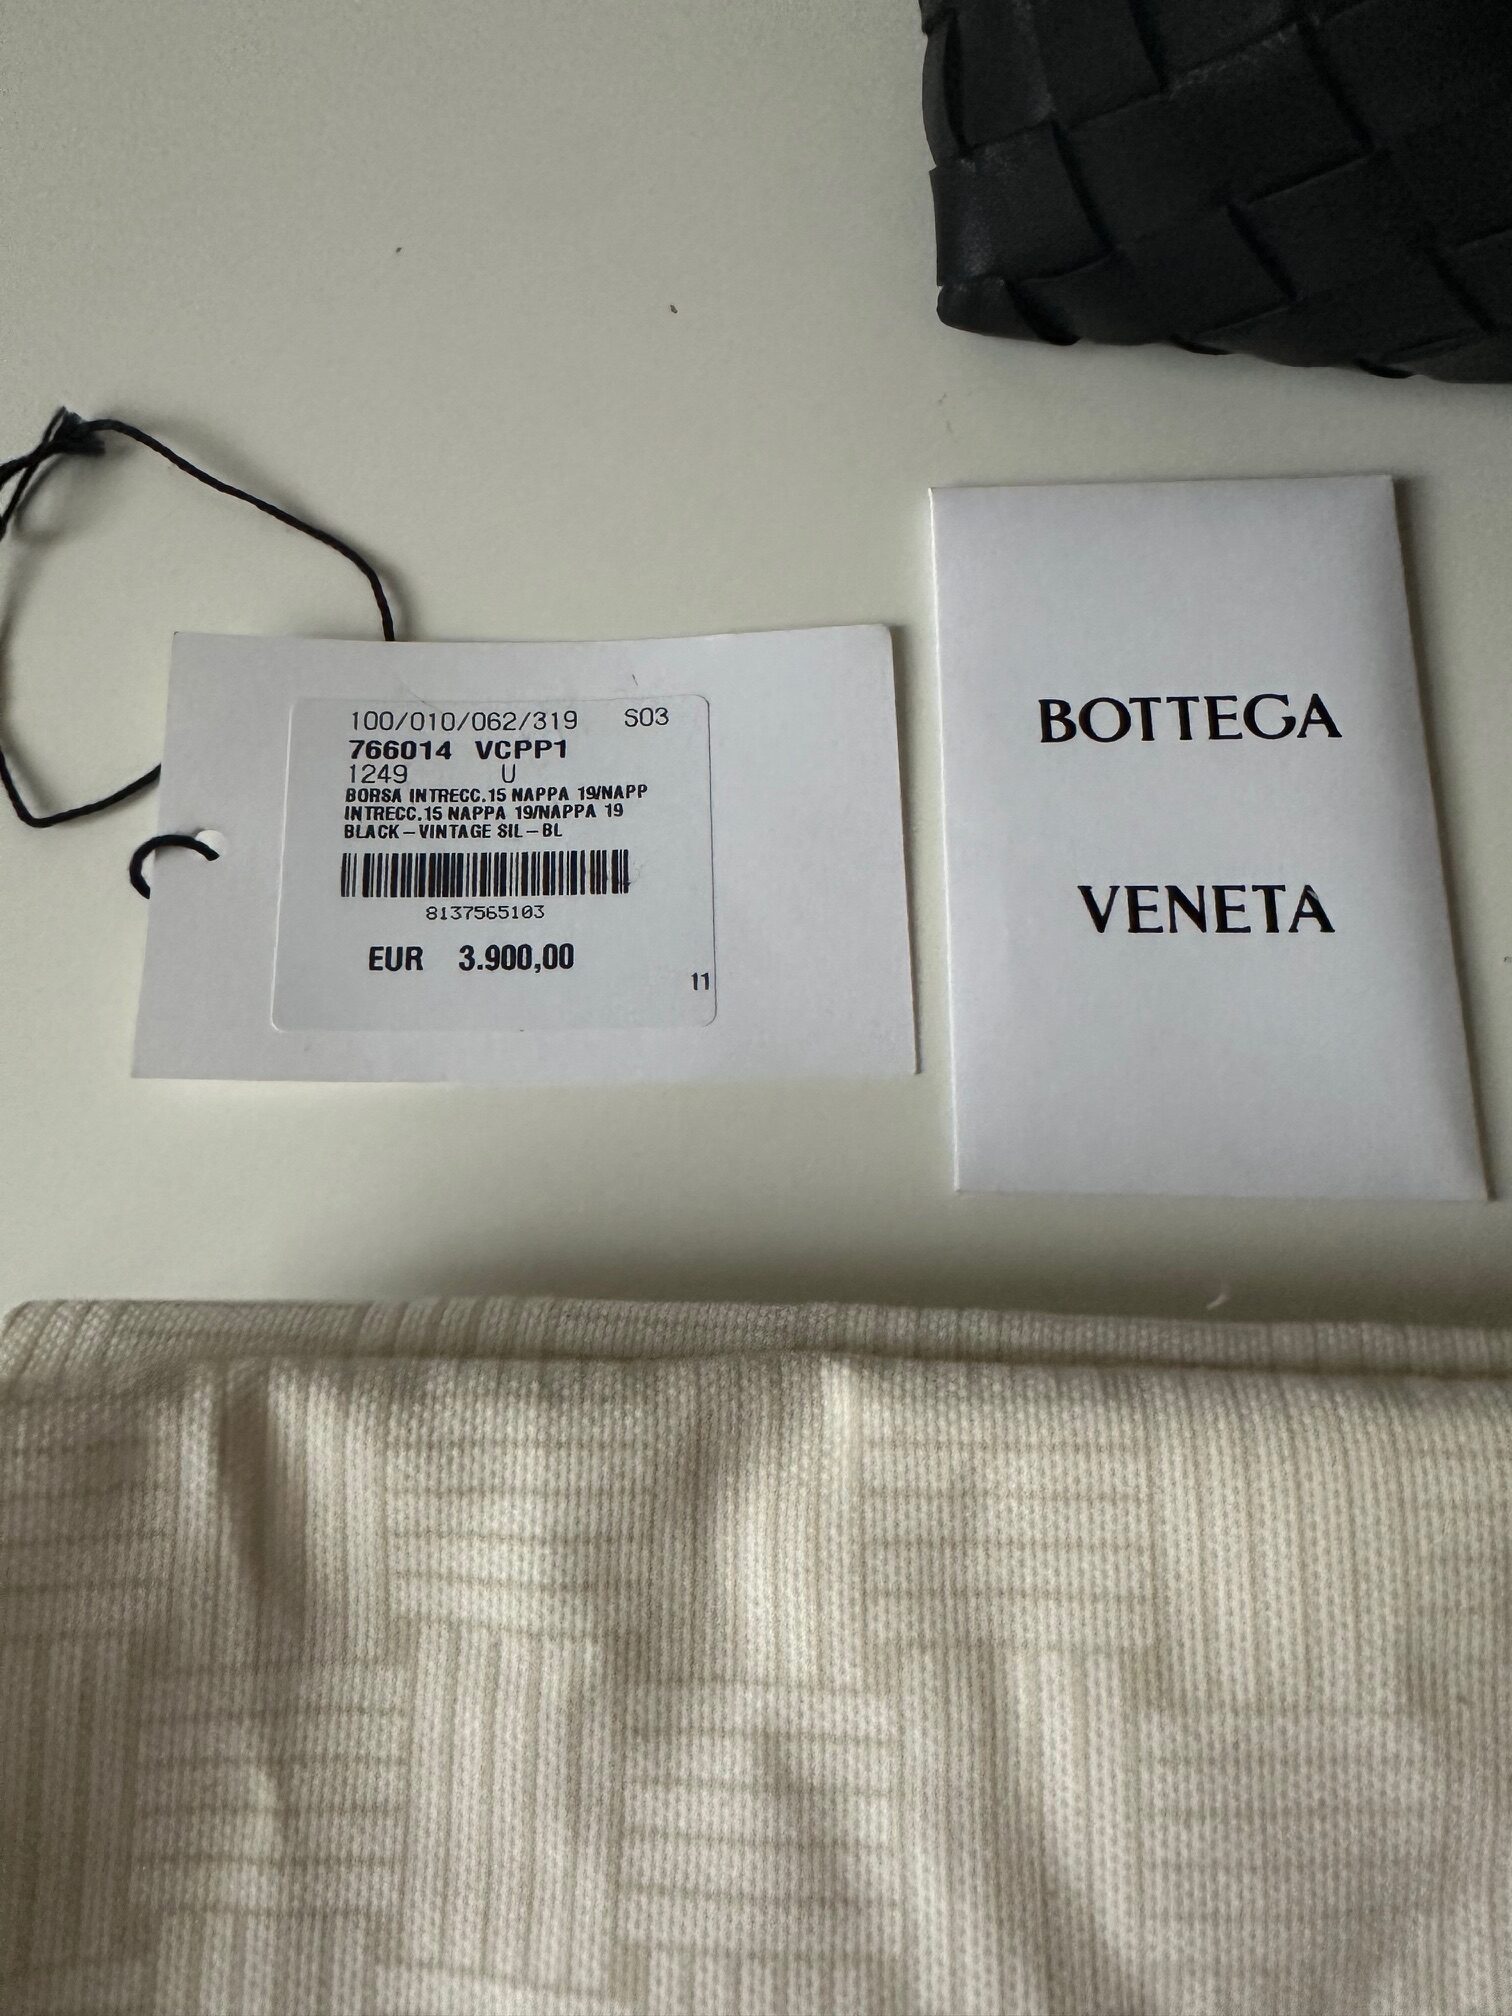 100/010/062/319 S03
766014 VCPP1
1249 U
BORSA INTRECC.15 NAPPA 19/NAPP
INTRECC.15 NAPPA 19/NAPPA 19
BLACK-VINTAGE SIL-BL
8137565103
EUR 3.900,00
11
BOTTEGA
VENETA